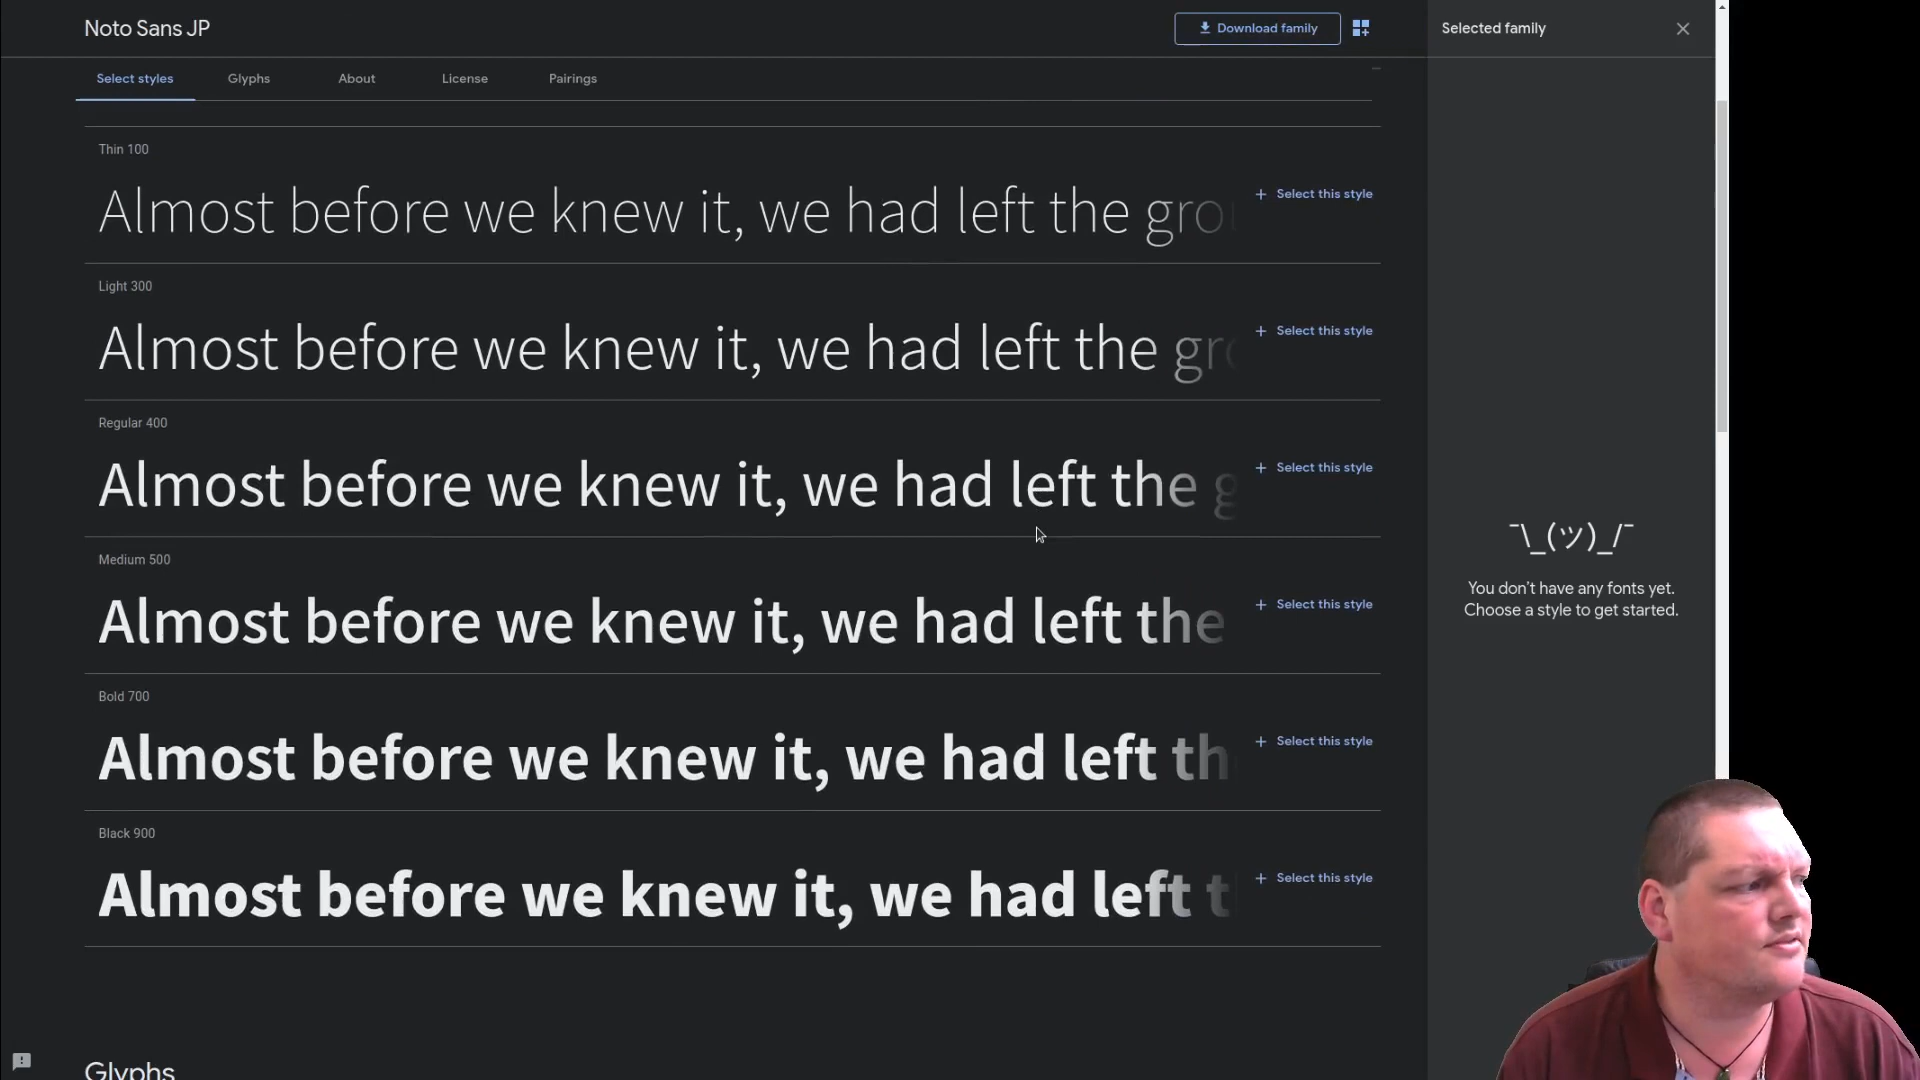 Noto Sans JP
Download family
Selected family
Select styles
Glyphs
About
License
Pairings
Thin 100
Almost before we knew it, we had left the grou
Select this style
Light 300
Almost before we knew it, we had left the gro
Select this style
Regular 400
Almost before we knew it, we had left the g
Select this style
¯\_(ツ)_/¯
You don't have any fonts yet.
Choose a style to get started.
Medium 500
Almost before we knew it, we had left the
Select this style
Bold 700
Almost before we knew it, we had left th
Select this style
Black 900
Almost before we knew it, we had left t
Select this style
Glyphs